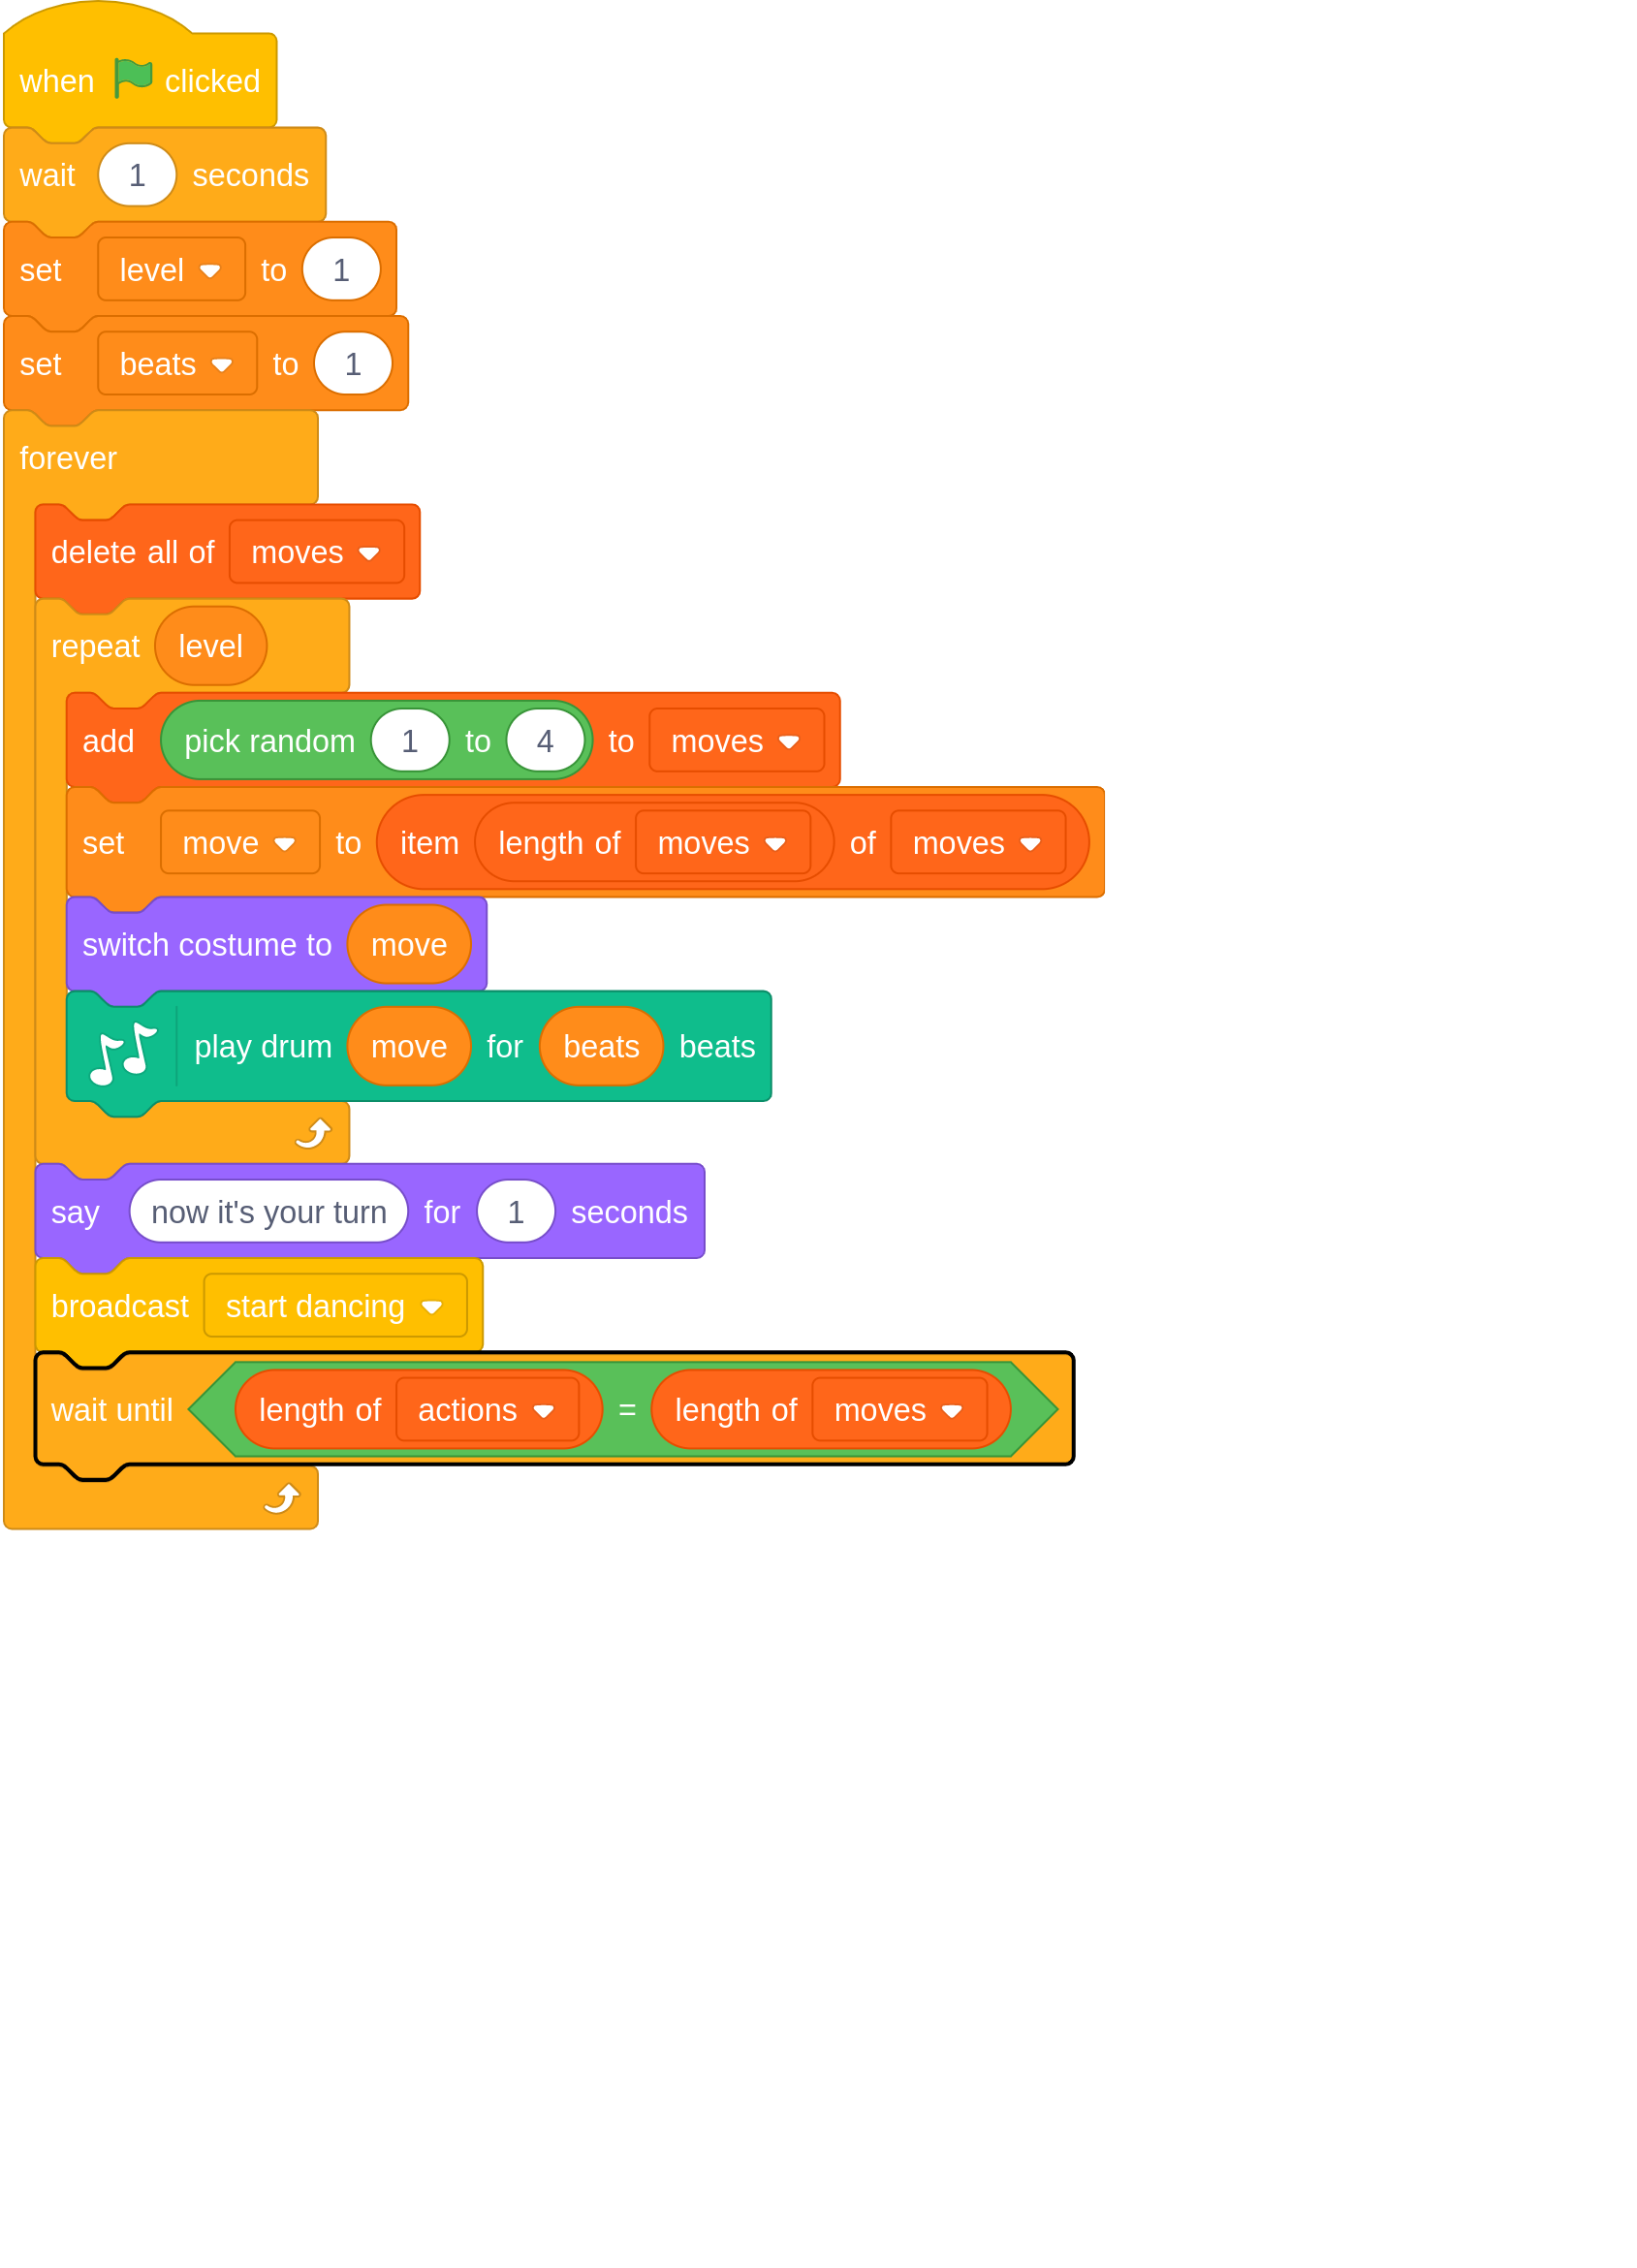 when clicked
wait 1 seconds
set level to 1
set beats to 1
forever
delete all of moves
repeat level
add pick random 1 to 4 to moves
set move to item length of moves of moves
switch costume to move
play drum move for beats beats
say now it's your turn for 1 seconds
broadcast start dancing
wait until length of actions = length of moves